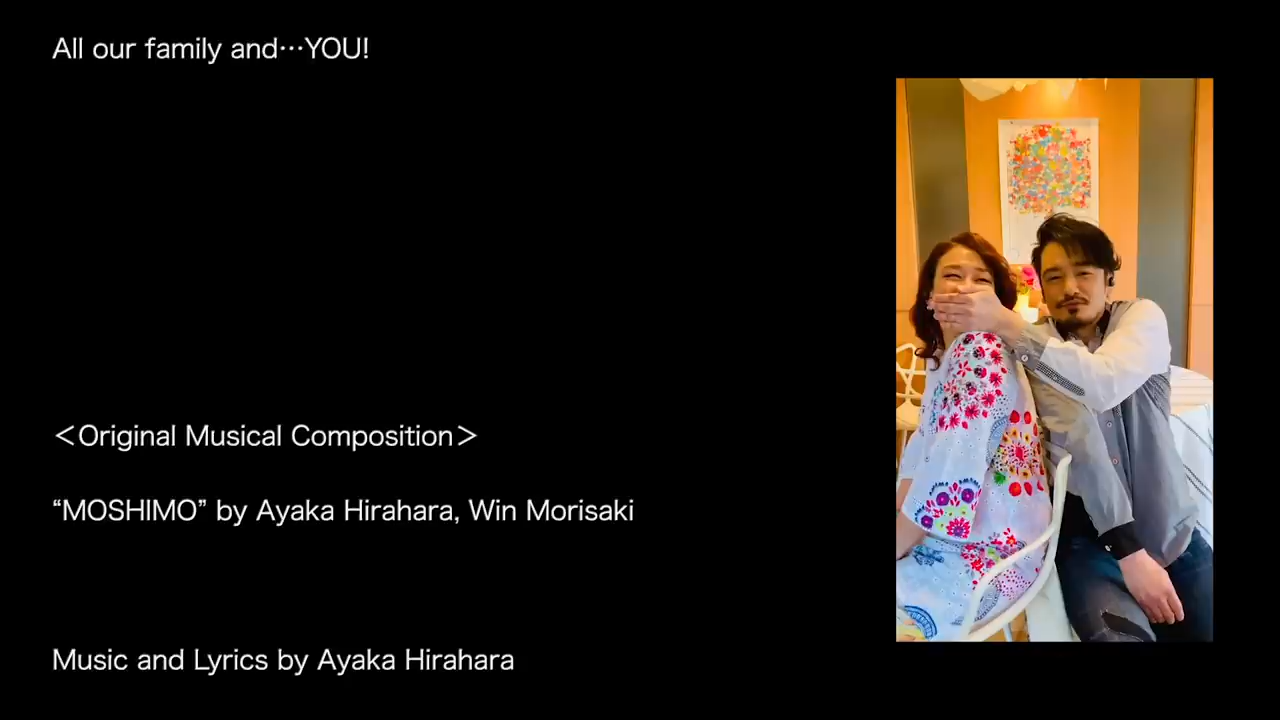 All our family and…YOU!
＜Original Musical Composition＞
“MOSHIMO” by Ayaka Hirahara, Win Morisaki
Music and Lyrics by Ayaka Hirahara